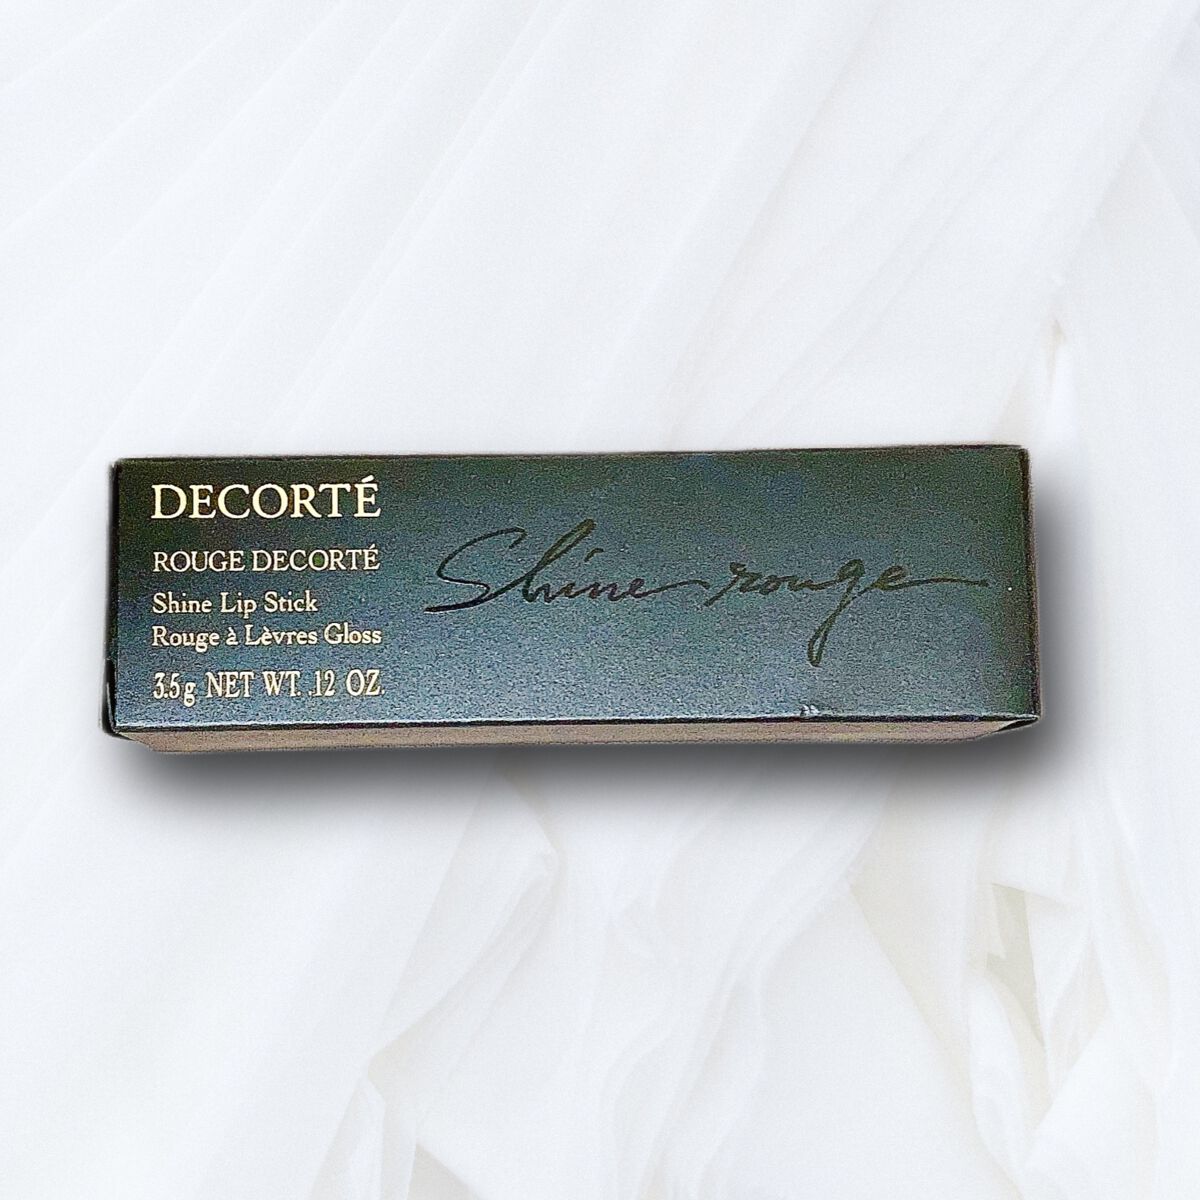 DECORTÉ
ROUGE DECORTÉ
Shine Lip Stick
Rouge à Lèvres Gloss
3.5g NET WT. .12 OZ.
Shine rouge